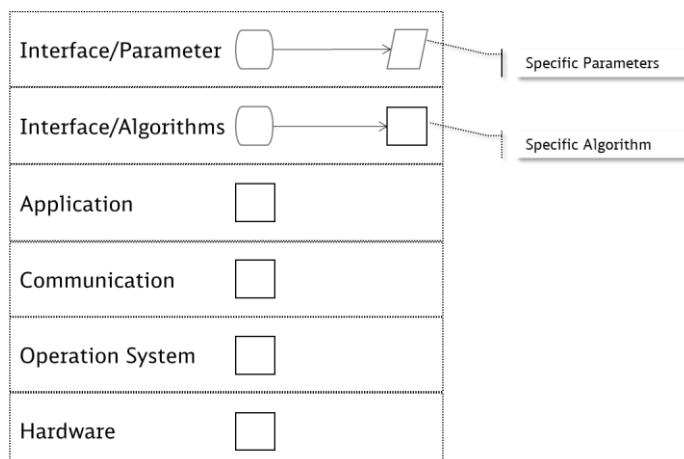 Interface/Parameter
Specific Parameters
Interface/Algorithms
Specific Algorithm
Application
Communication
Operation System
Hardware